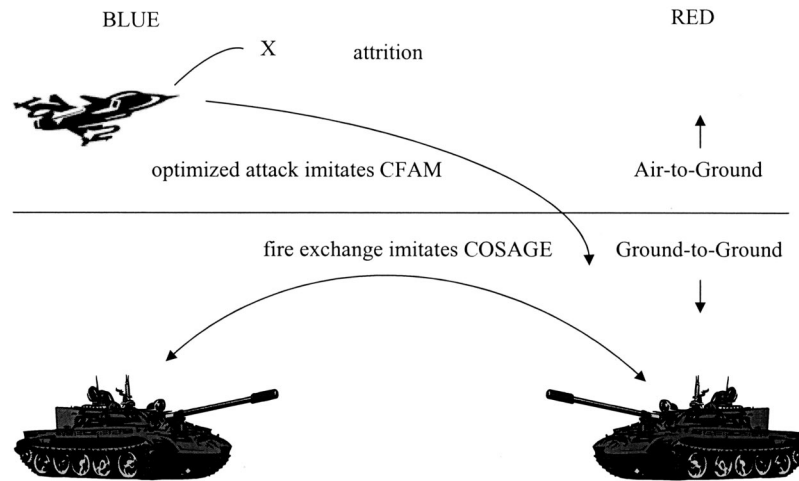 BLUE
RED
X
attrition
optimized attack imitates CFAM
Air-to-Ground
fire exchange imitates COSAGE
Ground-to-Ground